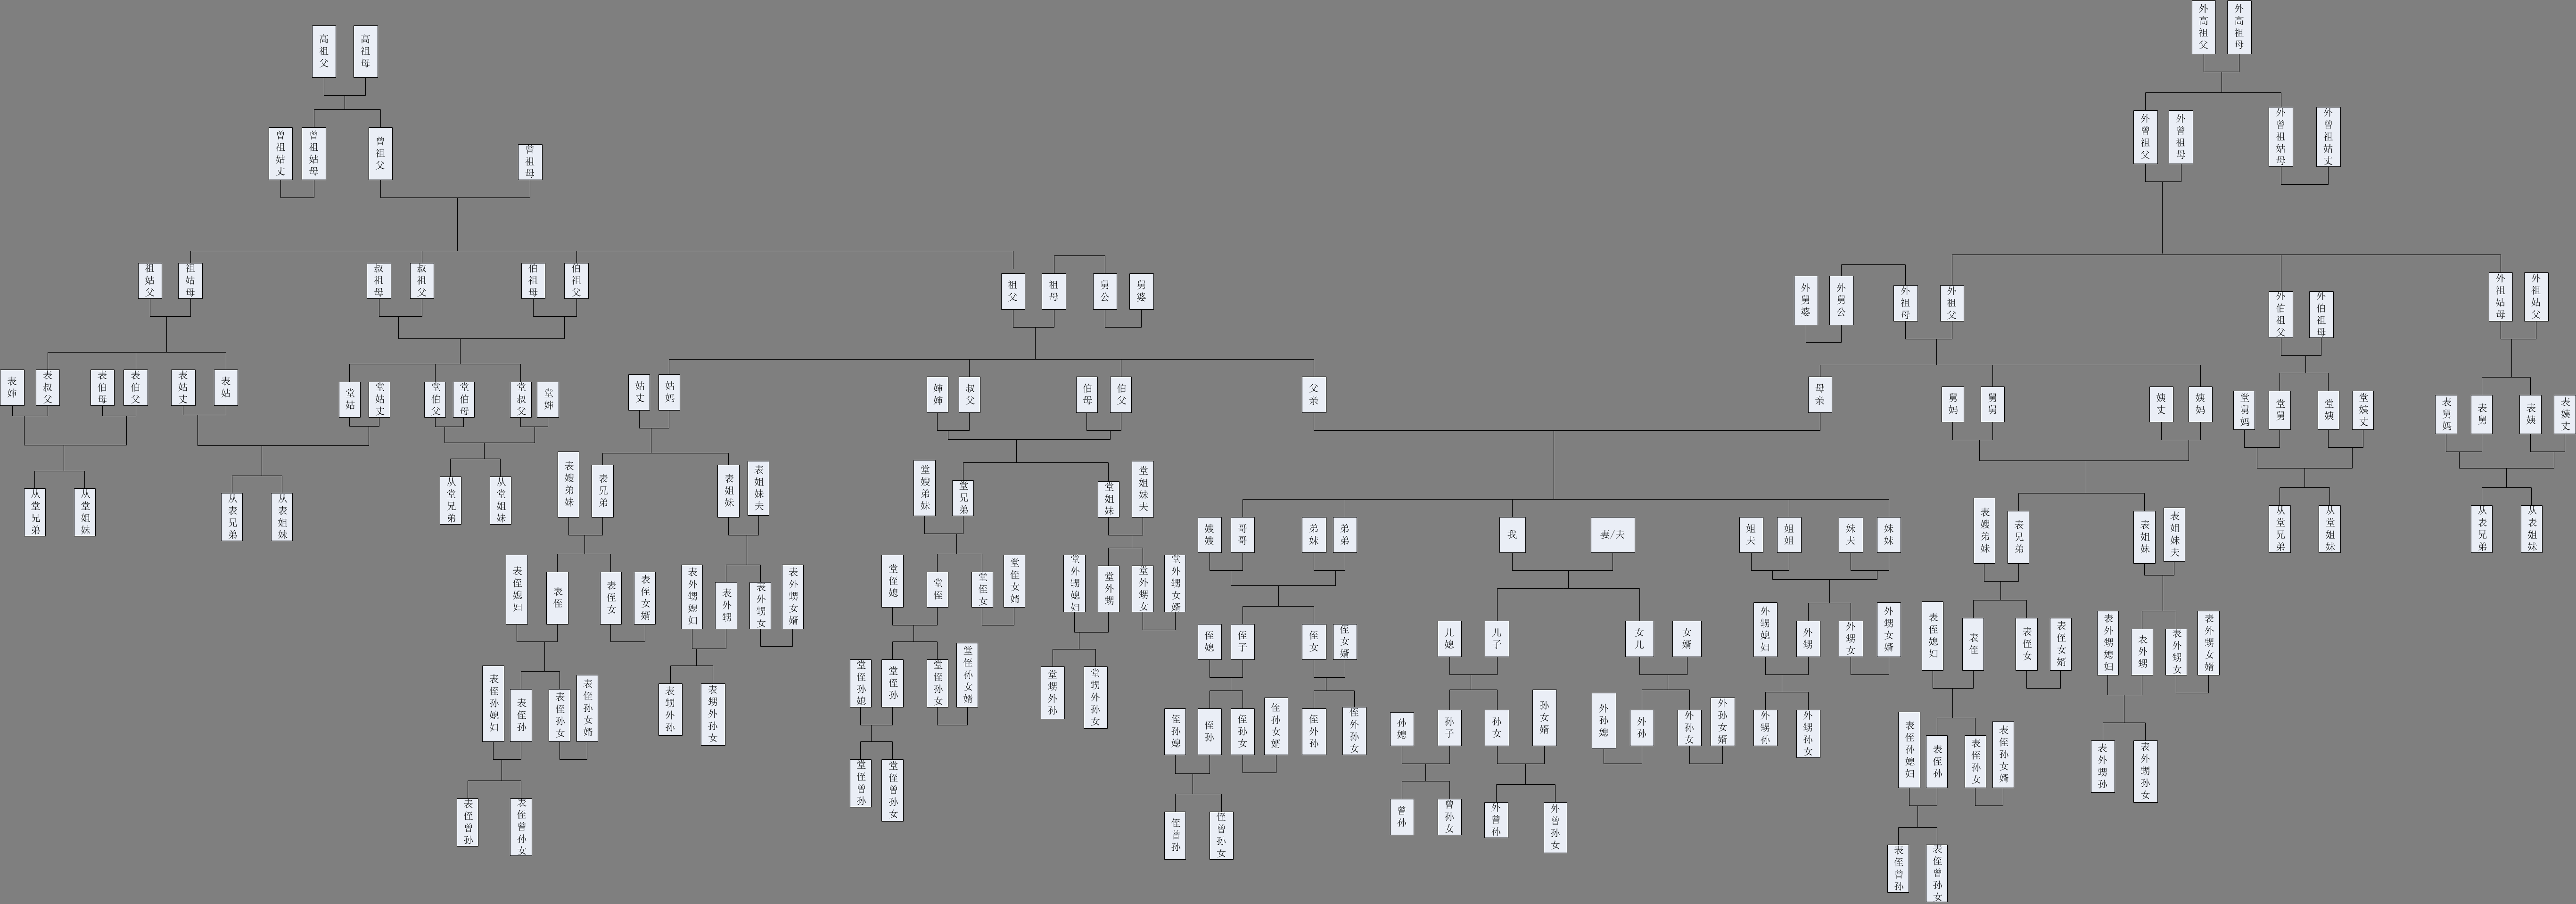 高祖父
高祖母
外高祖父
外高祖母
曾祖姑丈
曾祖姑母
曾祖父
曾祖母
外曾祖父
外曾祖母
外曾祖姑母
外曾祖姑丈
祖姑父
祖姑母
叔祖母
叔祖父
伯祖母
伯祖父
祖父
祖母
舅公
舅婆
外舅婆
外舅公
外祖母
外祖父
外伯祖父
外伯祖母
外祖姑母
外祖姑父
表婶
表叔父
表伯母
表伯父
表姑丈
表姑
堂姑
堂姑丈
堂伯父
堂伯母
堂叔父
堂婶
姑丈
姑妈
婶婶
叔父
伯母
伯父
父亲
母亲
舅妈
舅舅
姨丈
姨妈
堂舅妈
堂舅
堂姨
堂姨丈
表舅妈
表舅
表姨
表姨丈
从堂兄弟
从堂姐妹
从表兄弟
从表姐妹
从堂兄弟
从堂姐妹
表嫂弟妹
表兄弟
表姐妹
表姐妹夫
堂嫂弟妹
堂兄弟
堂姐妹
堂姐妹夫
嫂嫂
哥哥
弟妹
弟弟
我
妻/夫
姐夫
姐姐
妹夫
妹妹
表嫂弟妹
表兄弟
表姐妹
表姐妹夫
从堂兄弟
从堂姐妹
从表兄弟
从表姐妹
表侄媳妇
表侄
表侄女
表侄女婿
表外甥媳妇
表外甥
表外甥女
表外甥女婿
堂侄媳
堂侄
堂侄女
堂侄女婿
堂外甥媳妇
堂外甥
堂外甥女
堂外甥女婿
侄媳
侄子
侄女
侄女婿
儿媳
儿子
女儿
女婿
外甥媳妇
外甥
外甥女
外甥女婿
表侄媳妇
表侄
表侄女
表侄女婿
表外甥媳妇
表外甥
表外甥女
表外甥女婿
表侄孙媳妇
表侄孙
表侄孙女
表侄孙女婿
表甥外孙
表甥外孙女
堂侄孙媳
堂侄孙
堂侄孙女
堂侄孙女婿
堂甥外孙
堂甥外孙女
侄孙媳
侄孙
侄孙女
侄孙女婿
侄外孙
侄外孙女
孙媳
孙子
孙女
孙女婿
外孙媳
外孙
外孙女
外孙女婿
外甥孙
外甥孙女
表侄孙媳妇
表侄孙
表侄孙女
表侄孙女婿
表外甥孙
表外甥孙女
表侄曾孙
表侄曾孙女
堂侄曾孙
堂侄曾孙女
侄曾孙
侄曾孙女
曾孙
曾孙女
外曾孙
外曾孙女
表侄曾孙
表侄曾孙女